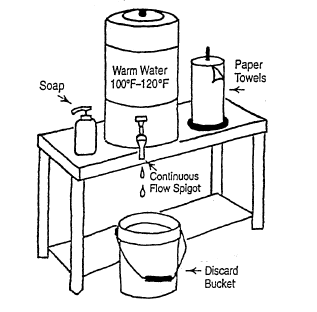 Soap
Warm Water
100°F–120°F
Paper
Towels
Continuous
Flow Spigot
Discard
Bucket